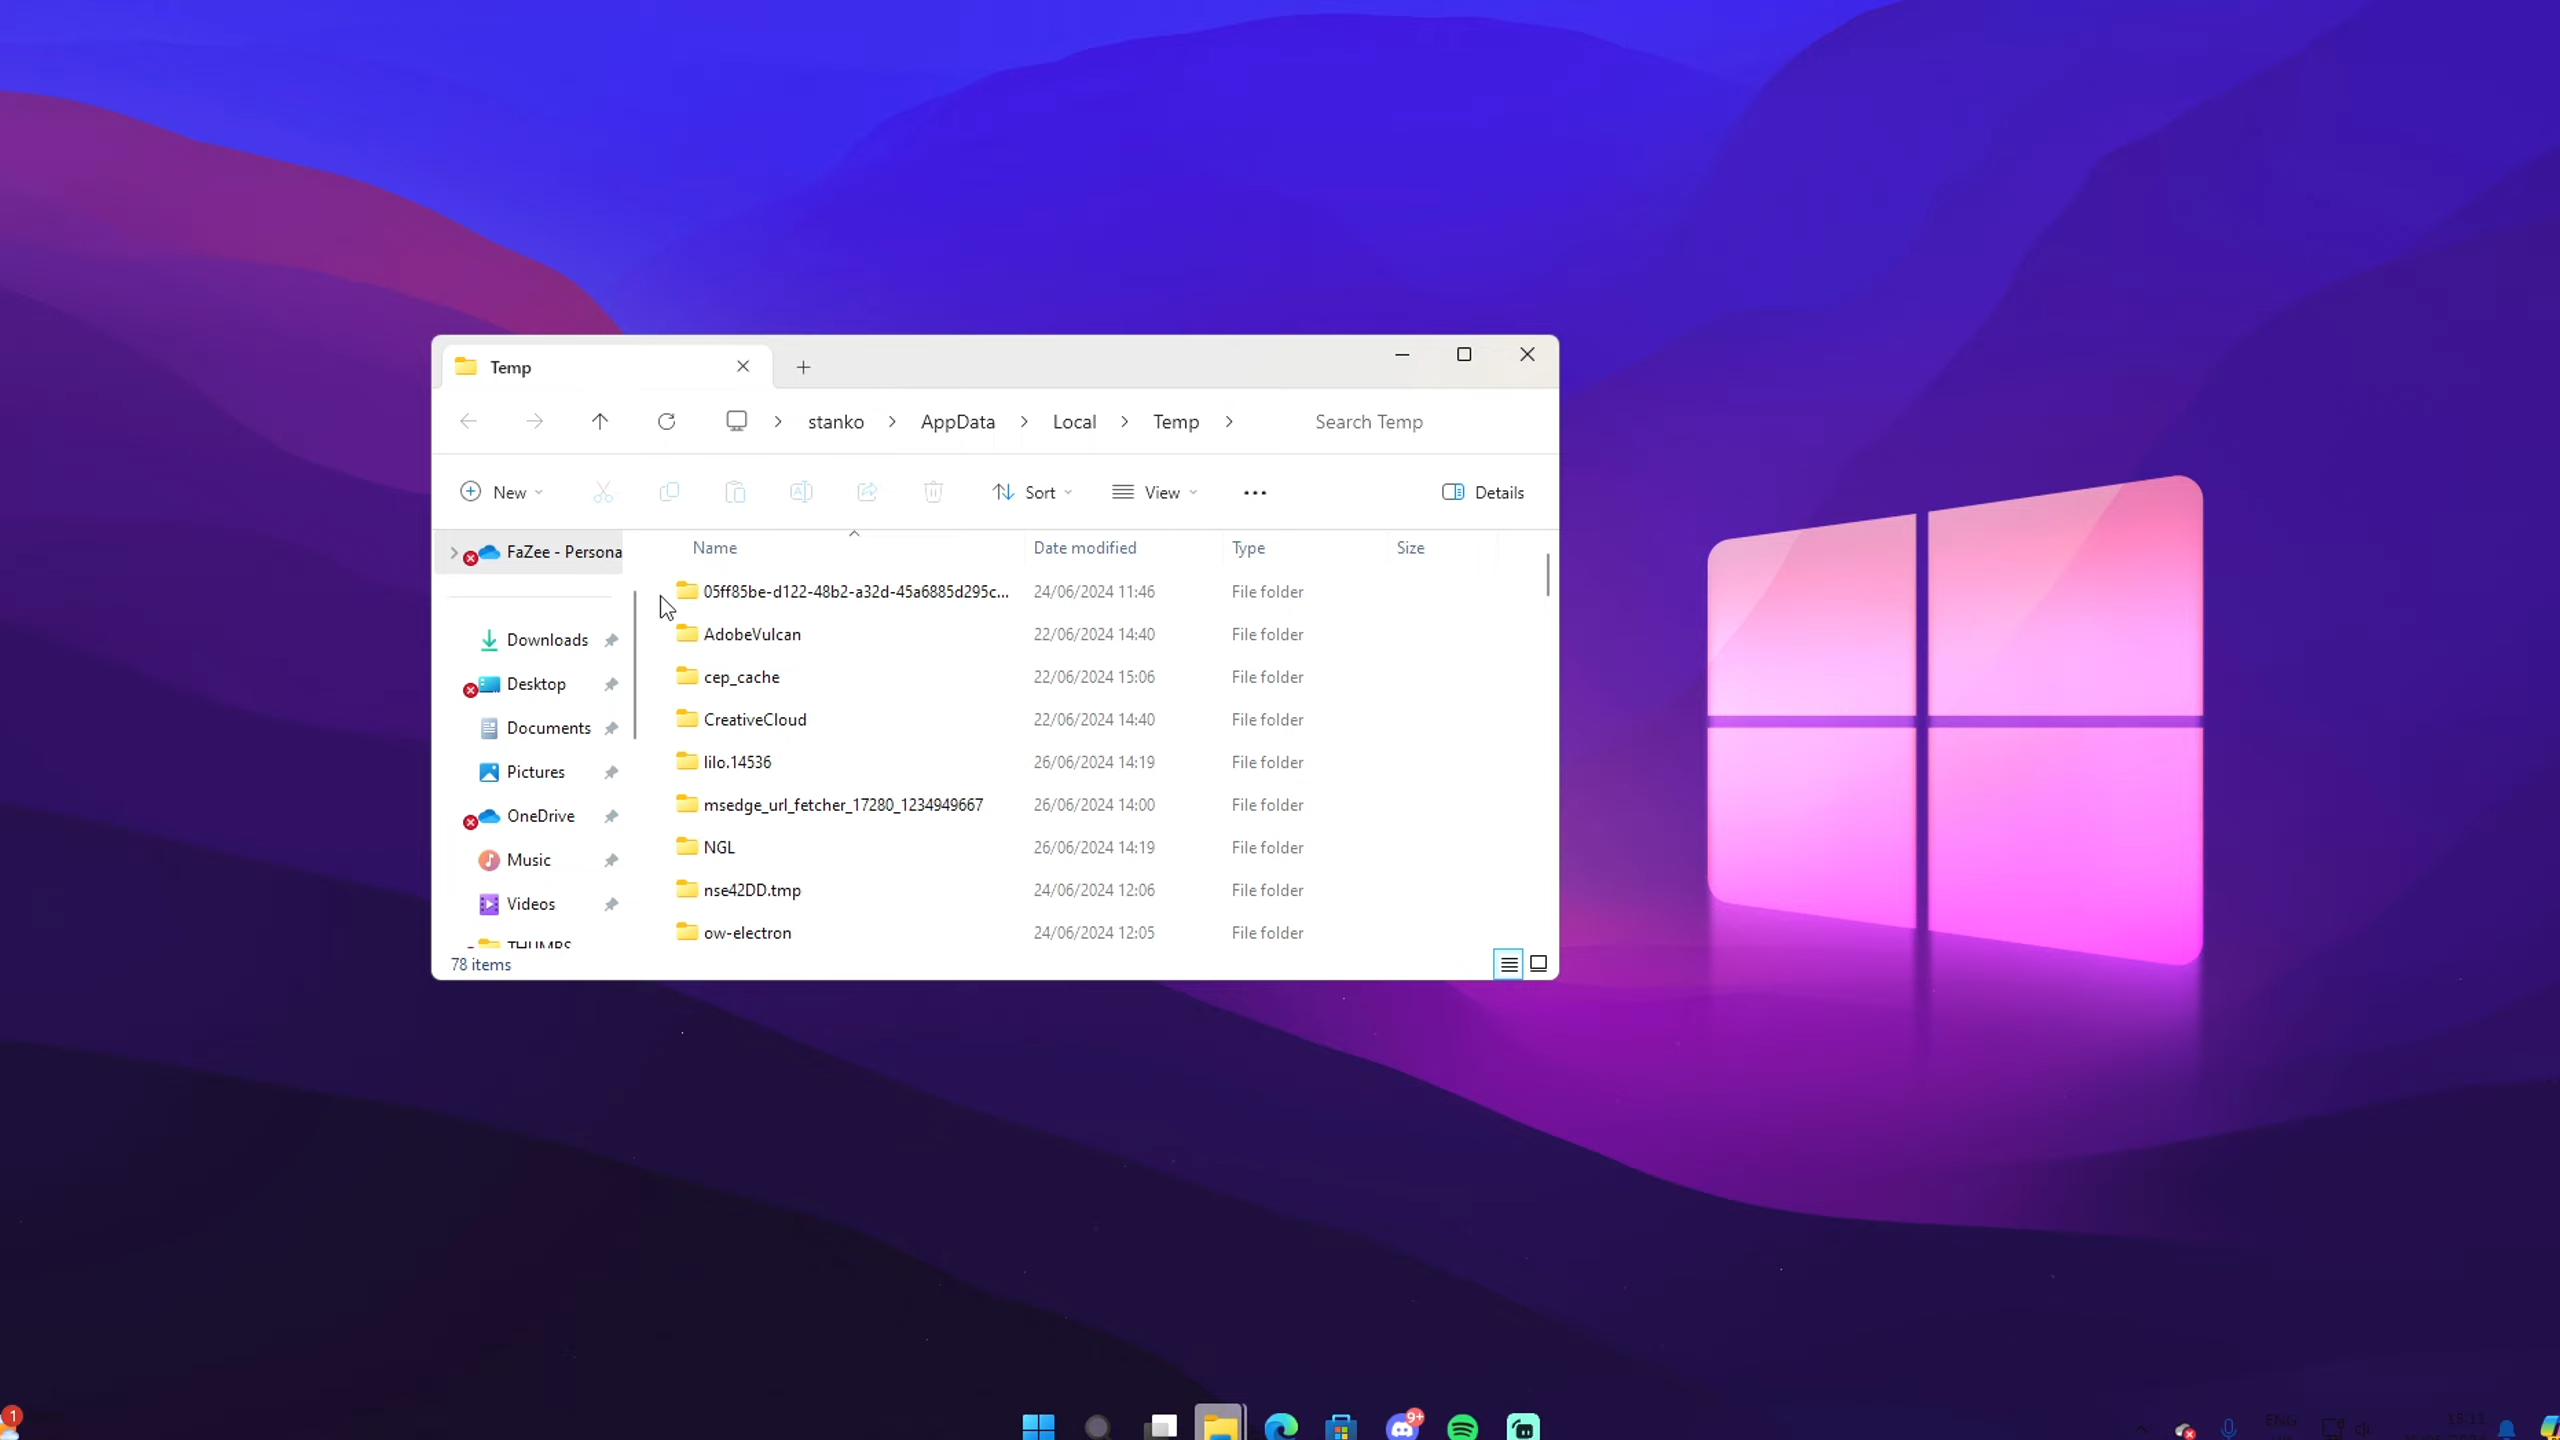 Temp
stanko AppData Local Temp Search Temp
New Sort View Details
FaZee - Persona
Downloads
Desktop
Documents
Pictures
OneDrive
Music
Videos
THUMBS
Name Date modified Type Size
05ff85be-d122-48b2-a32d-45a6885d295c... 24/06/2024 11:46 File folder
AdobeVulcan 22/06/2024 14:40 File folder
cep_cache 22/06/2024 15:06 File folder
CreativeCloud 22/06/2024 14:40 File folder
lilo.14536 26/06/2024 14:19 File folder
msedge_url_fetcher_17280_1234949667 26/06/2024 14:00 File folder
NGL 26/06/2024 14:19 File folder
nse42DD.tmp 24/06/2024 12:06 File folder
ow-electron 24/06/2024 12:05 File folder
78 items
1
9+
ENG